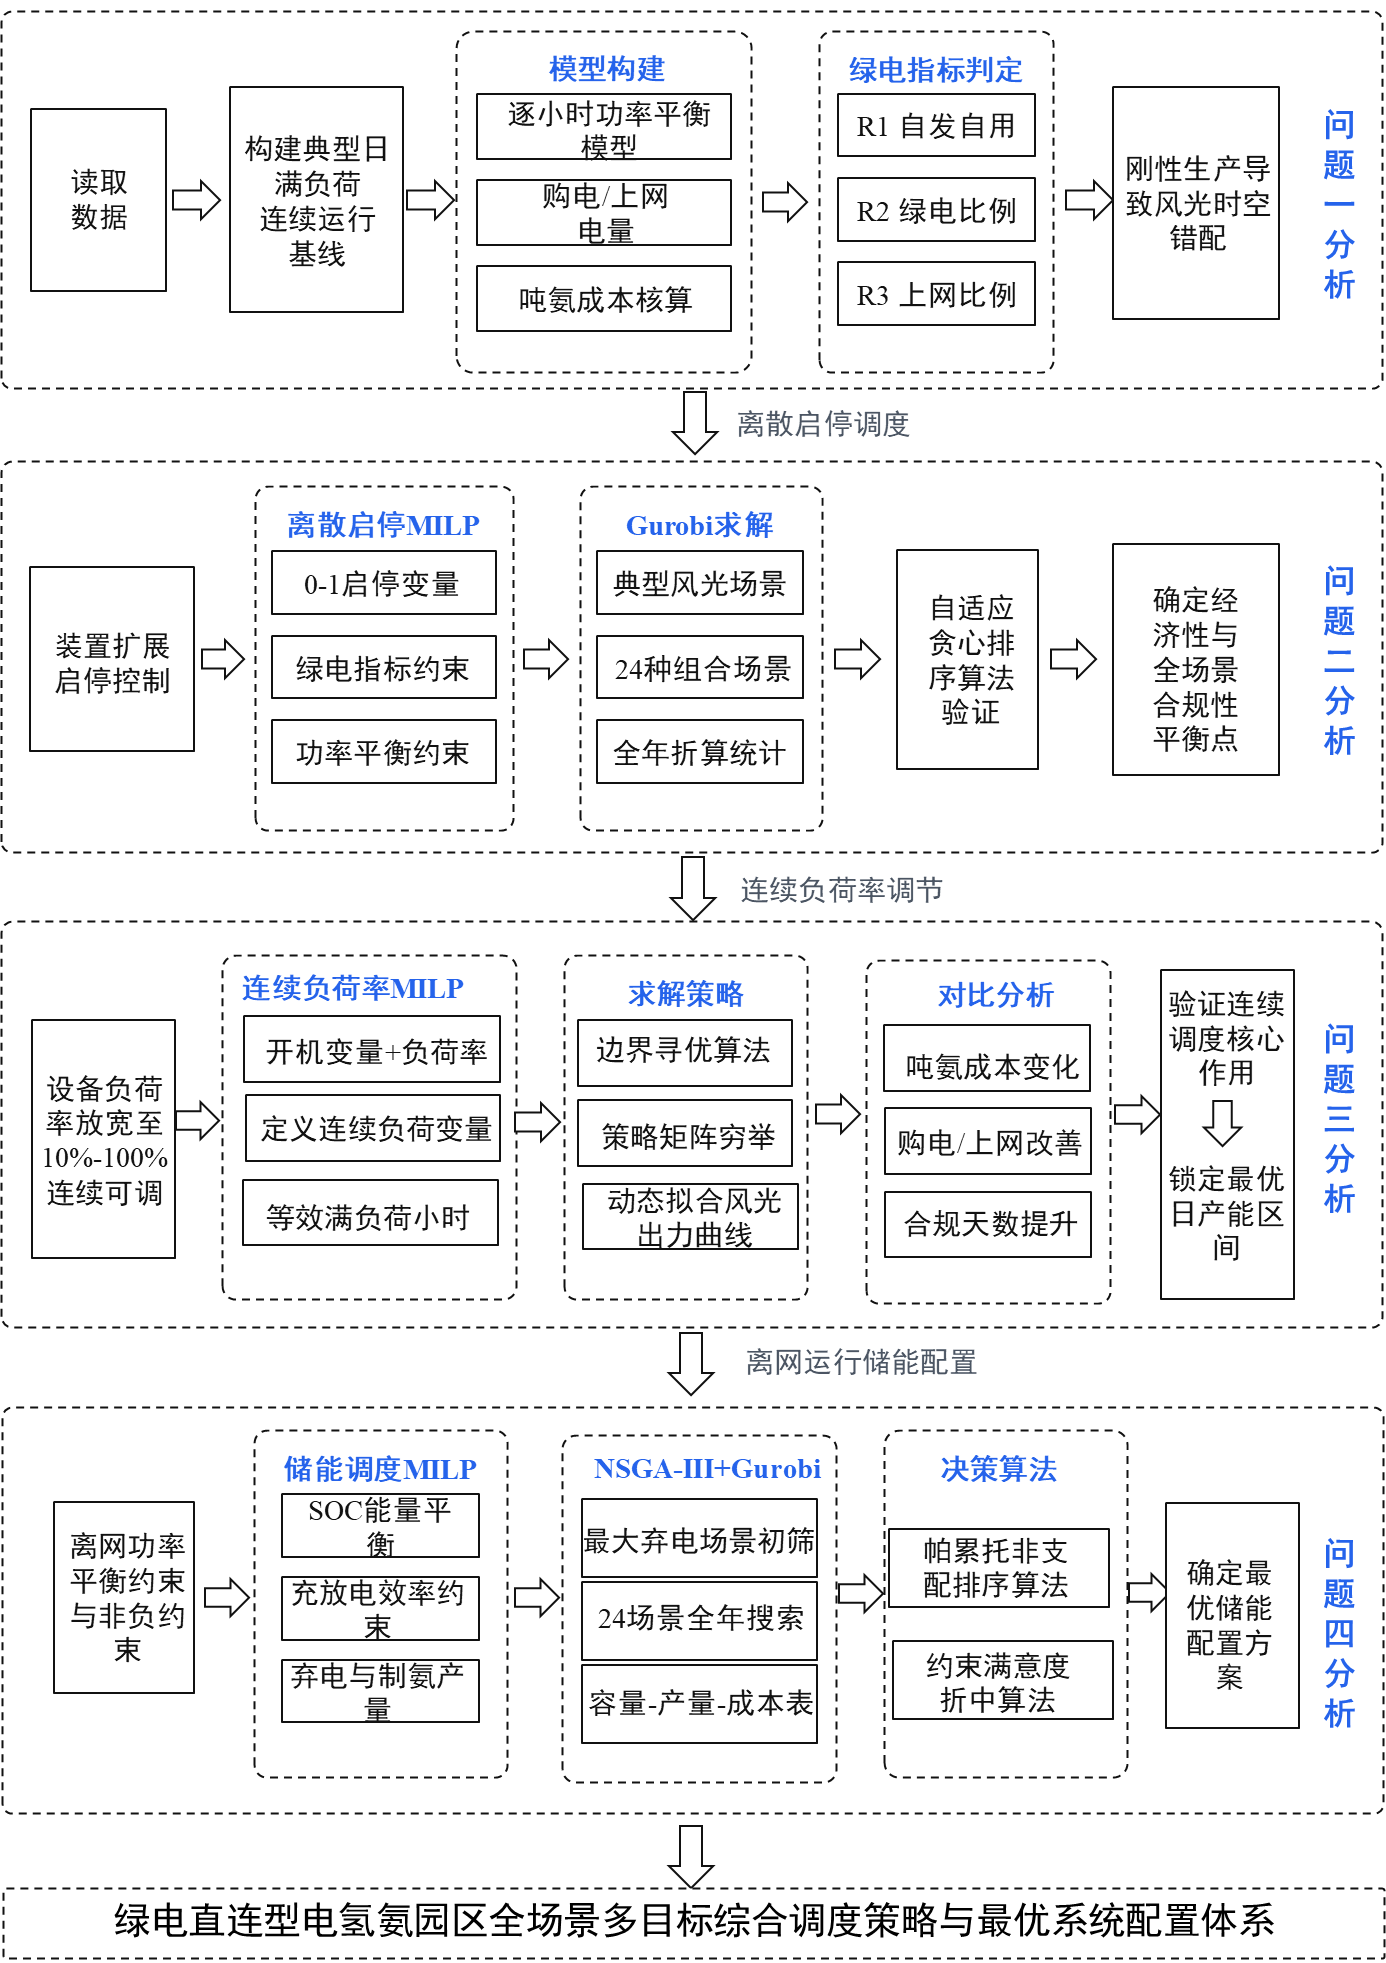 读取
数据
构建典型日
满负荷
连续运行
基线
模型构建
逐小时功率平衡
模型
购电/上网
电量
吨氨成本核算
绿电指标判定
R1 自发自用
R2 绿电比例
R3 上网比例
刚性生产导
致风光时空
错配
问
题
一
分
析
离散启停调度
装置扩展
启停控制
离散启停MILP
0-1启停变量
绿电指标约束
功率平衡约束
Gurobi求解
典型风光场景
24种组合场景
全年折算统计
自适应
贪心排
序算法
验证
确定经
济性与
全场景
合规性
平衡点
问
题
二
分
析
连续负荷率调节
设备负荷
率放宽至
10%-100%
连续可调
连续负荷率MILP
开机变量+负荷率
定义连续负荷变量
等效满负荷小时
求解策略
边界寻优算法
策略矩阵穷举
动态拟合风光
出力曲线
对比分析
吨氨成本变化
购电/上网改善
合规天数提升
验证连续
调度核心
作用
锁定最优
日产能区
间
问
题
三
分
析
离网运行储能配置
离网功率
平衡约束
与非负约
束
储能调度MILP
SOC能量平
衡
充放电效率约
束
弃电与制氨产
量
NSGA-III+Gurobi
最大弃电场景初筛
24场景全年搜索
容量-产量-成本表
决策算法
帕累托非支
配排序算法
约束满意度
折中算法
确定最
优储能
配置方
案
问
题
四
分
析
绿电直连型电氢氨园区全场景多目标综合调度策略与最优系统配置体系